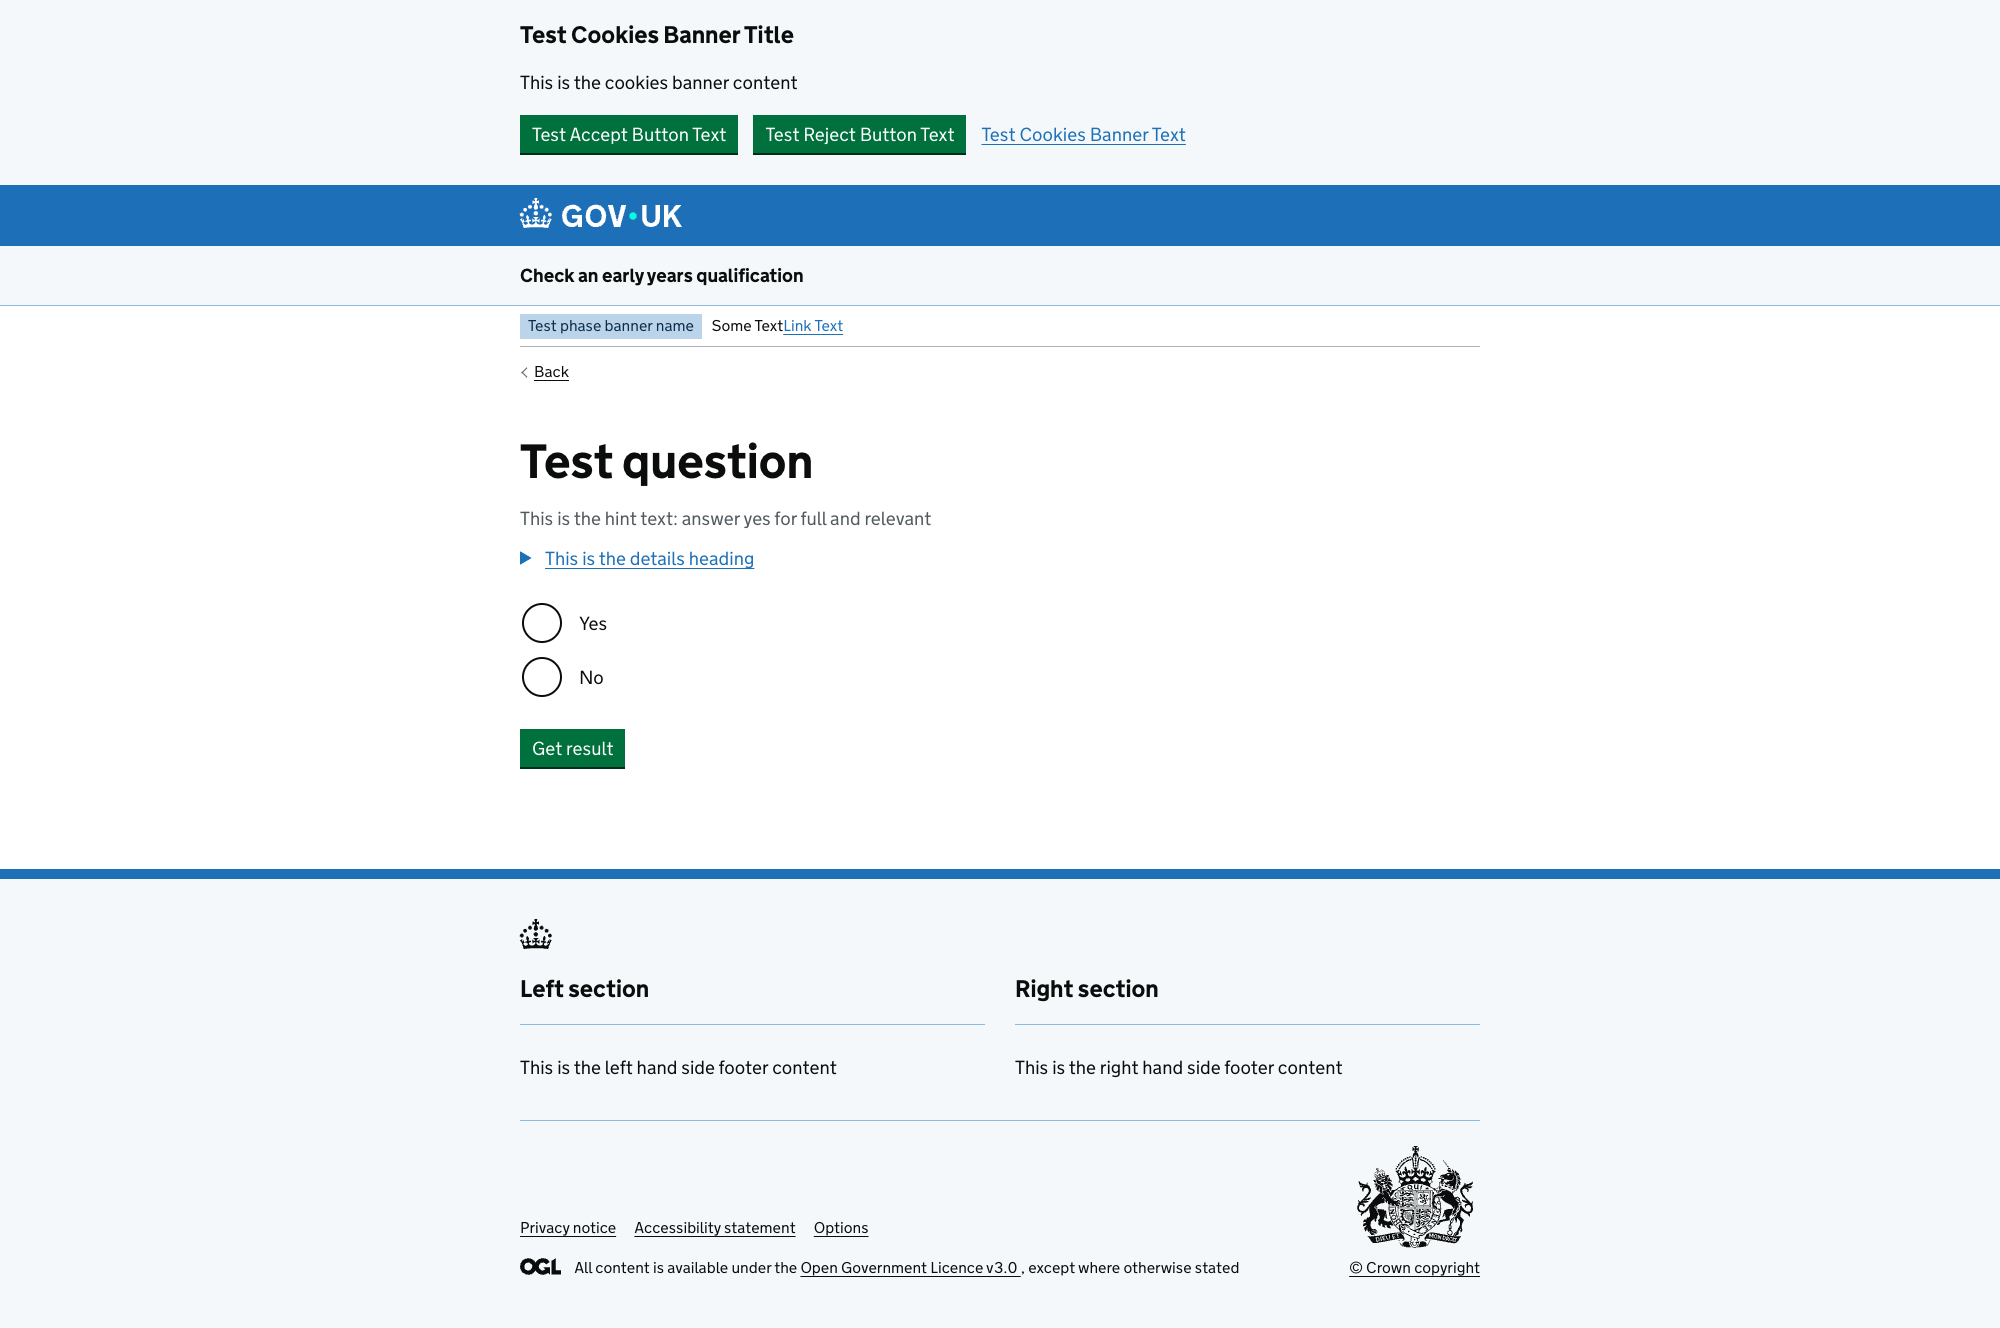 Test Cookies Banner Title
This is the cookies banner content
Test Accept Button Text Test Reject Button Text Test Cookies Banner Text
GOV·UK
Check an early years qualification
Test phase banner name Some TextLink Text
Back
Test question
This is the hint text: answer yes for full and relevant
This is the details heading
Yes
No
Get result
Left section
Right section
This is the left hand side footer content
This is the right hand side footer content
Privacy notice Accessibility statement Options
OGL All content is available under the Open Government Licence v3.0 , except where otherwise stated
© Crown copyright